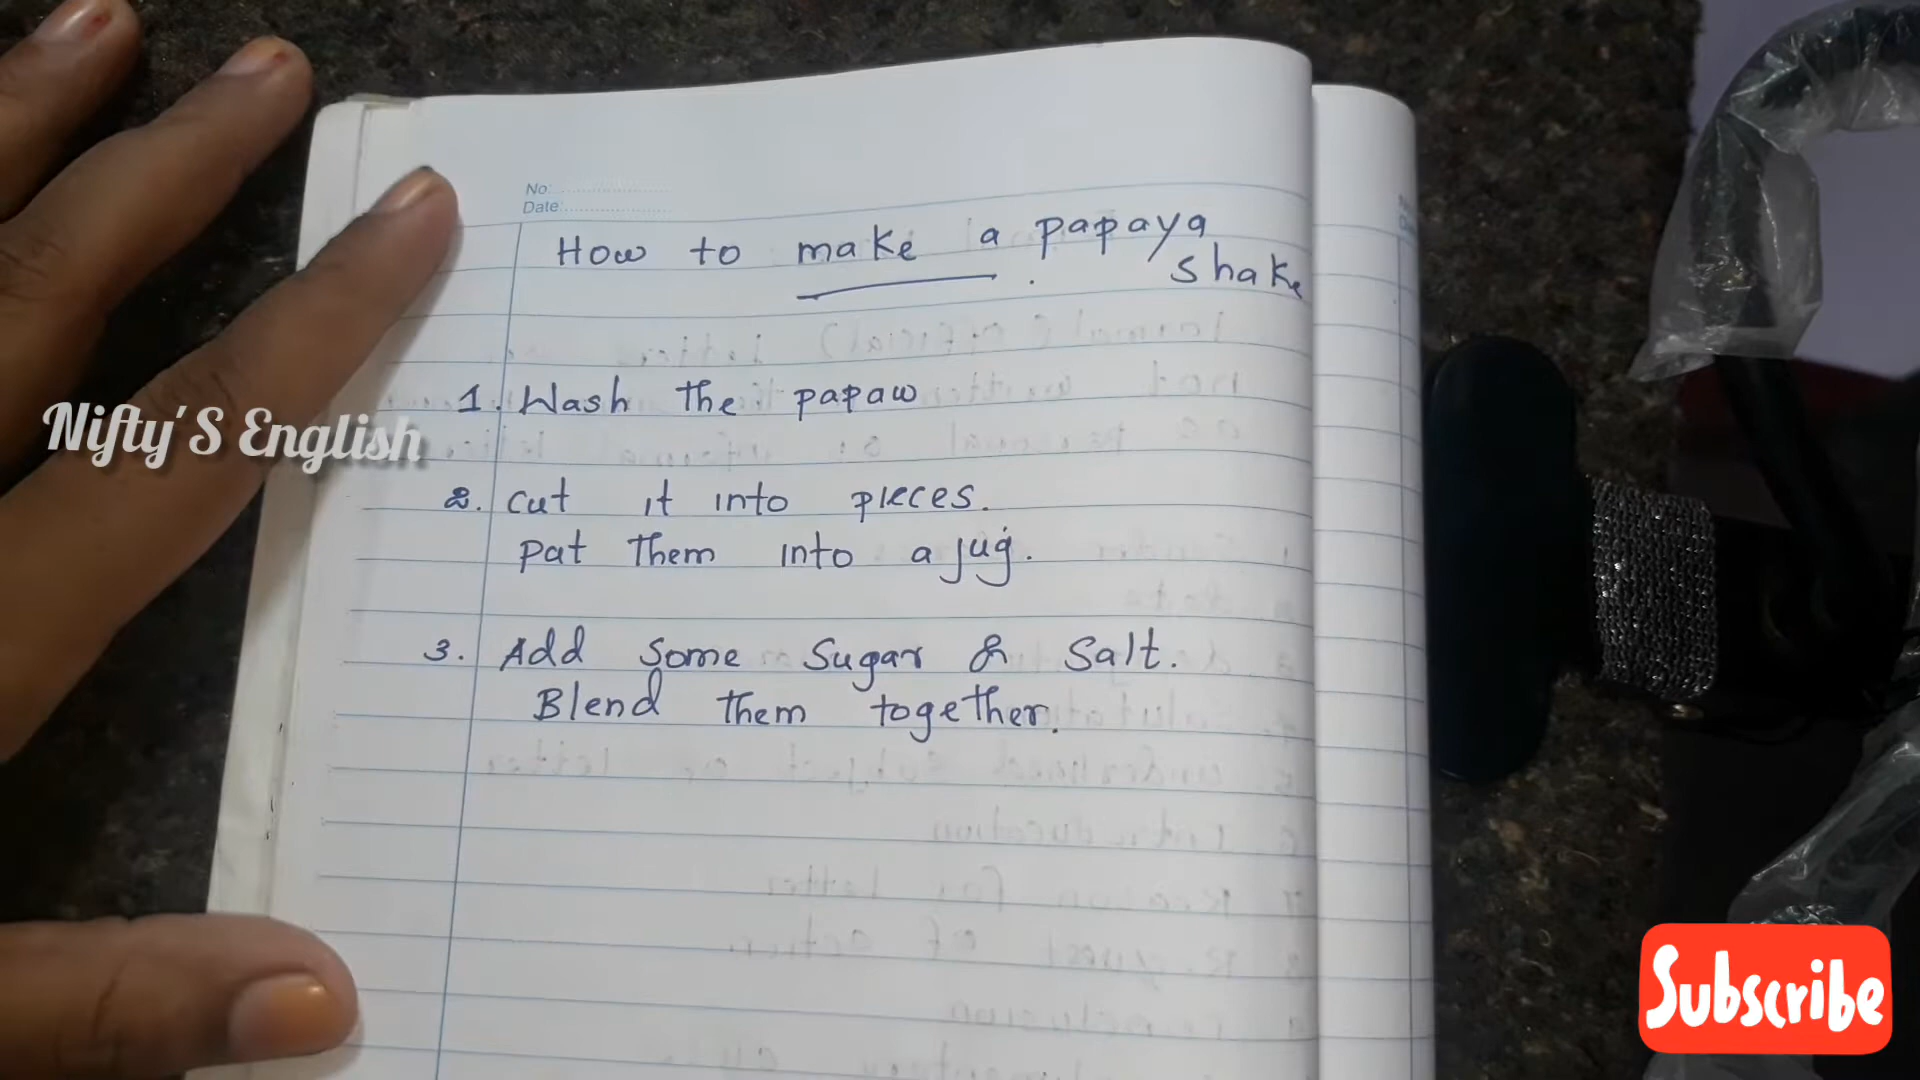 No:
Date:
How to make a papaya
shake
1. Wash the papaw
Nifty'S English
2. cut it into pieces.
pat them into a jug.
3. Add some Sugar & Salt.
Blend them together.
Subscribe